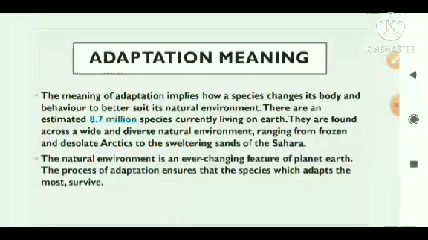 KINEMASTER
ADAPTATION MEANING
• The meaning of adaptation implies how a species changes its body and
behaviour to better suit its natural environment. There are an
estimated 8.7 million species currently living on earth. They are found
across a wide and diverse natural environment, ranging from frozen
and desolate Arctics to the sweltering sands of the Sahara.
• The natural environment is an ever-changing feature of planet earth.
The process of adaptation ensures that the species which adapts the
most, survive.